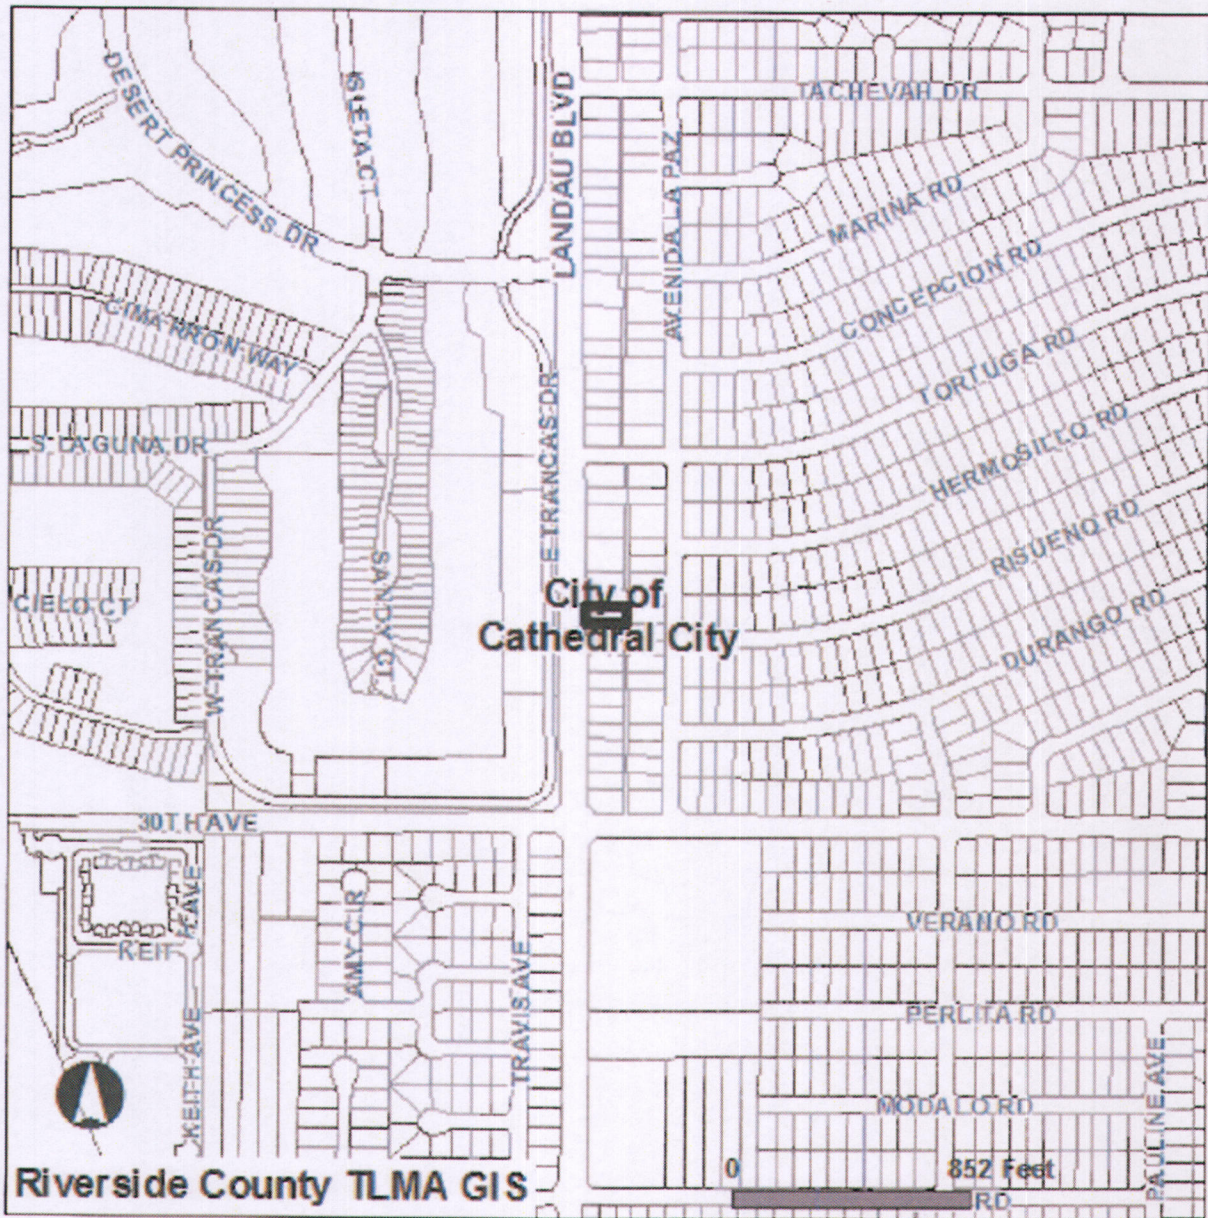 TACHEVAH DR
DESERT PRINCESS DR
ISLETA CT
LANDAU BLVD
AVENIDA LA PAZ
MARINA RD
CONCEPCION RD
CIMARRON WAY
TORTUGA RD
S LAGUNA DR
E TRANCAS DR
HERMOSILLO RD
RISUENO RD
W TRANCAS DR
SANDY CT
CIELO CT
City of
Cathedral City
DURANGO RD
30TH AVE
KEITH AVE
KEIT
AMY CIR
TRAVIS AVE
VERANO RD
PERLITA RD
KEITH AVE
MODALO RD
PAULINE AVE
0 852 Feet
RD
Riverside County TLMA GIS